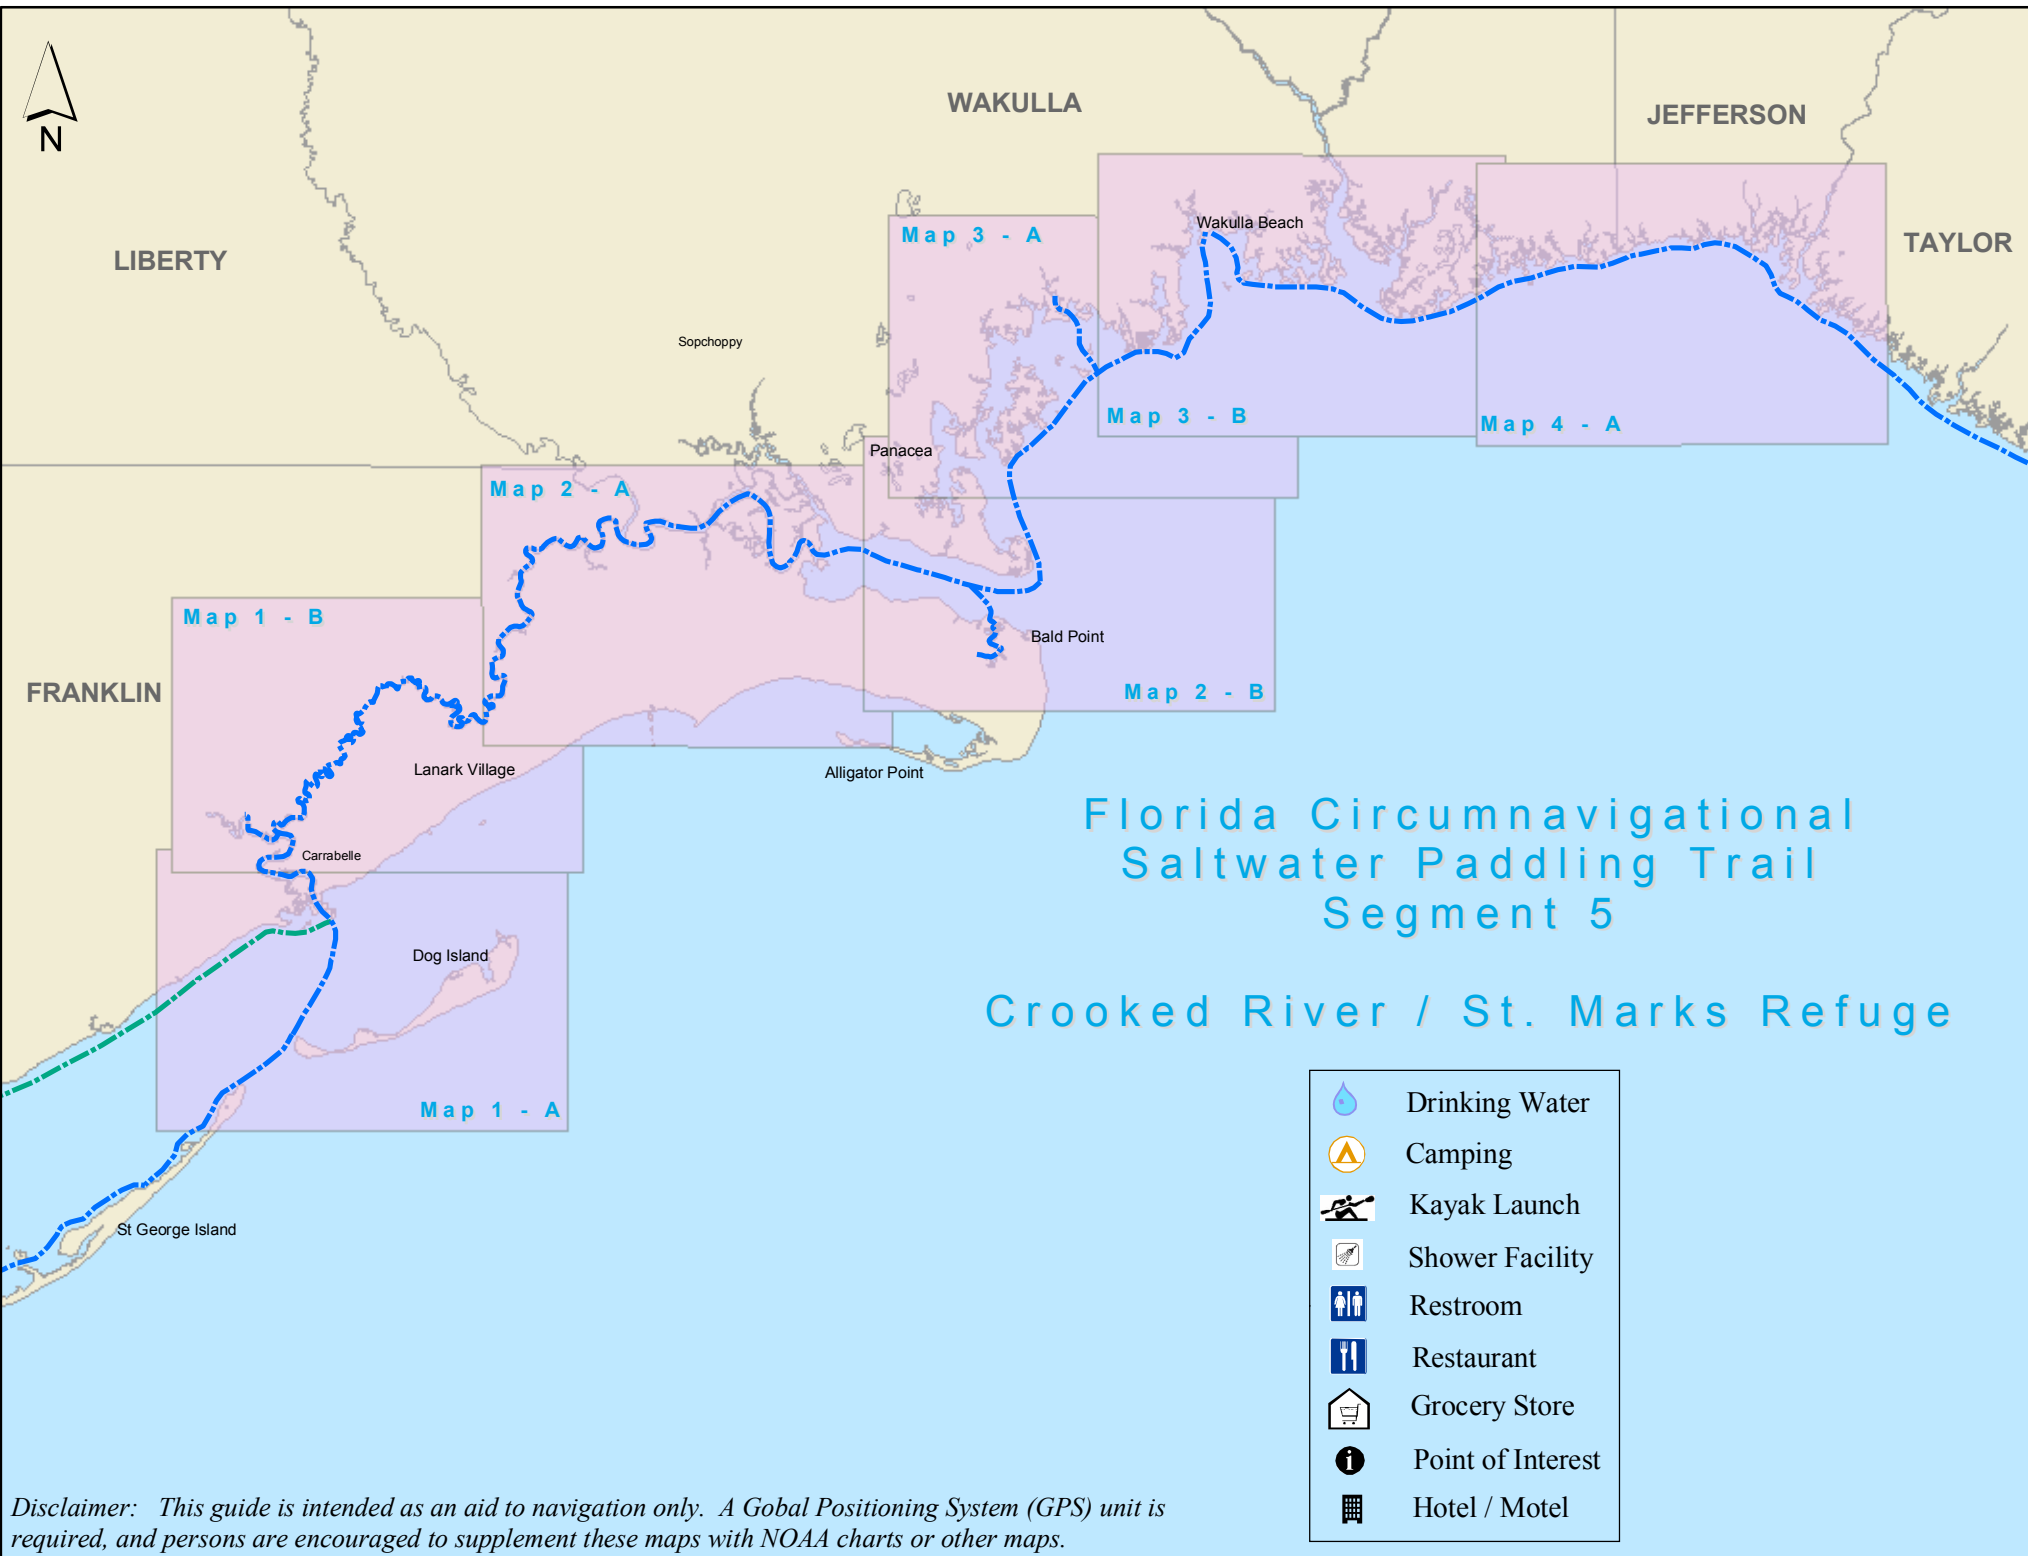 N
WAKULLA
JEFFERSON
LIBERTY
TAYLOR
FRANKLIN
Wakulla Beach
Map 3 - A
Sopchoppy
Map 3 - B
Map 4 - A
Panacea
Map 2 - A
Map 1 - B
Bald Point
Map 2 - B
Lanark Village
Alligator Point
Carrabelle
Dog Island
Map 1 - A
St George Island
Florida Circumnavigational
Saltwater Paddling Trail
Segment 5
Crooked River / St. Marks Refuge
Drinking Water
Camping
Kayak Launch
Shower Facility
Restroom
Restaurant
Grocery Store
i
Point of Interest
Hotel / Motel
Disclaimer: This guide is intended as an aid to navigation only. A Gobal Positioning System (GPS) unit is
required, and persons are encouraged to supplement these maps with NOAA charts or other maps.